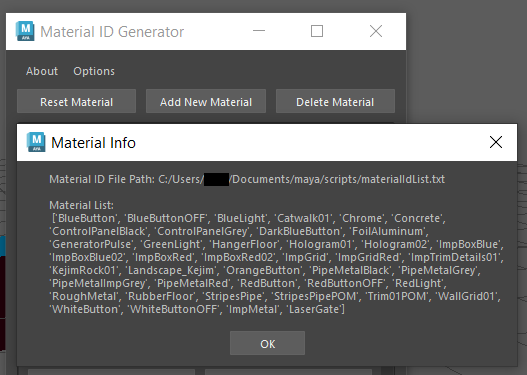 Material ID Generator
About Options
Reset Material Add New Material Delete Material
Material Info
Material ID File Path: C:/Users/ /Documents/maya/scripts/materialIdList.txt
Material List:
['BlueButton', 'BlueButtonOFF', 'BlueLight', 'Catwalk01', 'Chrome', 'Concrete',
'ControlPanelBlack', 'ControlPanelGrey', 'DarkBlueButton', 'FoilAluminum',
'GeneratorPulse', 'GreenLight', 'HangerFloor', 'Hologram01', 'Hologram02', 'ImpBoxBlue',
'ImpBoxBlue02', 'ImpBoxRed', 'ImpBoxRed02', 'ImpGrid', 'ImpGridRed', 'ImpTrimDetails01',
'KejimRock01', 'Landscape_Kejim', 'OrangeButton', 'PipeMetalBlack', 'PipeMetalGrey',
'PipeMetalImpGrey', 'PipeMetalRed', 'RedButton', 'RedButtonOFF', 'RedLight',
'RoughMetal', 'RubberFloor', 'StripesPipe', 'StripesPipePOM', 'Trim01POM', 'WallGrid01',
'WhiteButton', 'WhiteButtonOFF', 'ImpMetal', 'LaserGate']
OK